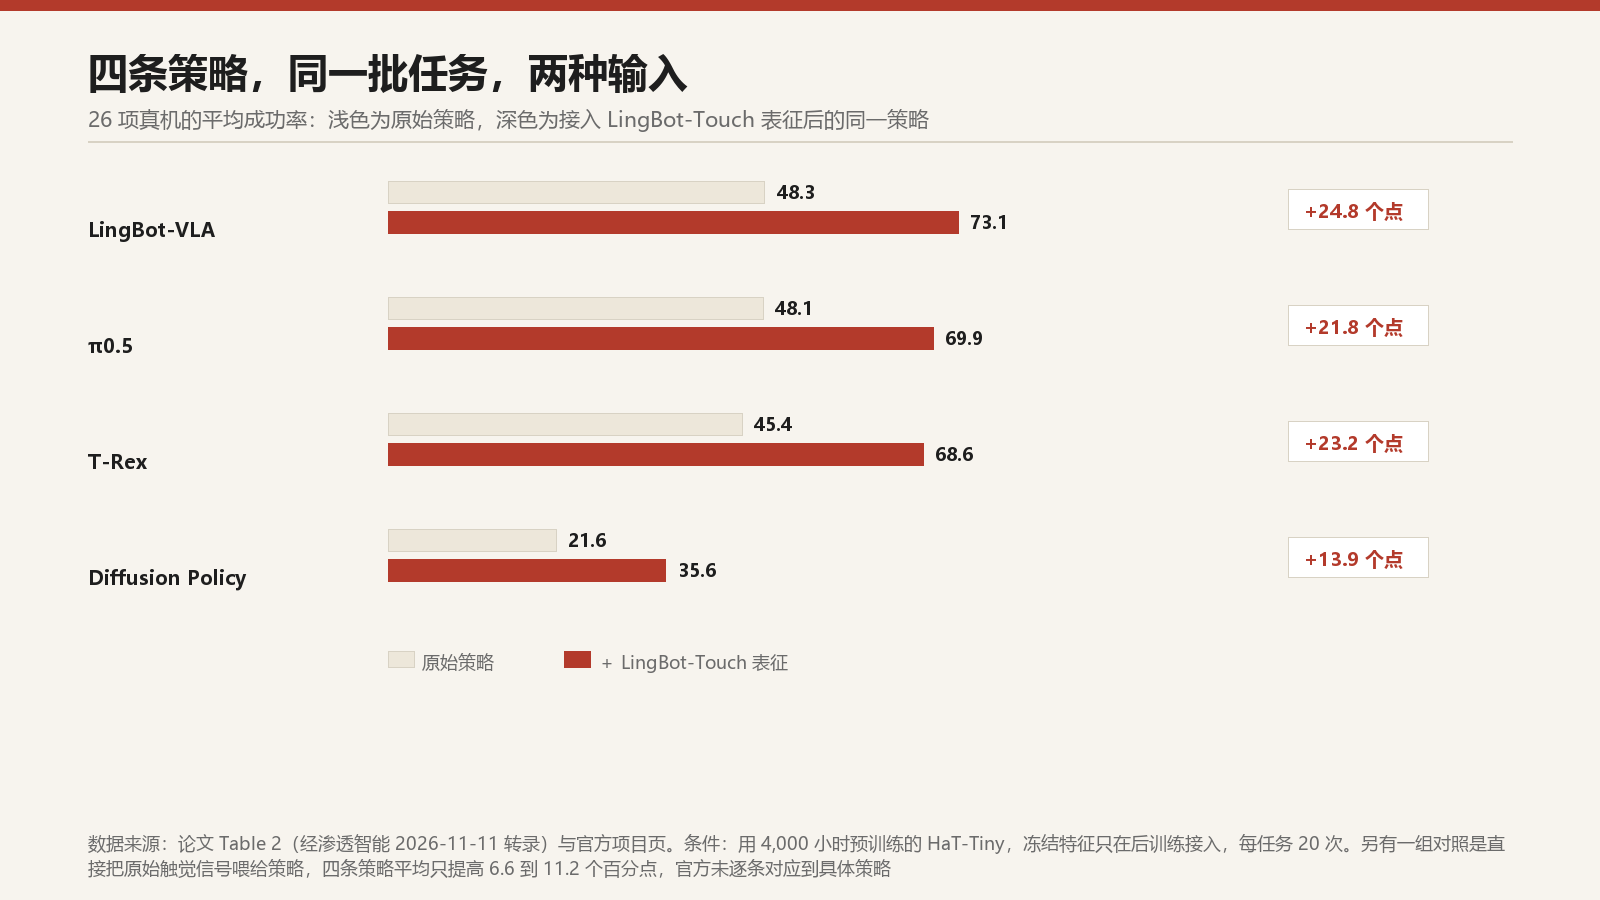 四条策略，同一批任务，两种输入
26 项真机的平均成功率：浅色为原始策略，深色为接入 LingBot-Touch 表征后的同一策略
48.3
LingBot-VLA
73.1
+24.8 个点
48.1
π0.5
69.9
+21.8 个点
45.4
T-Rex
68.6
+23.2 个点
21.6
Diffusion Policy
35.6
+13.9 个点
原始策略
+ LingBot-Touch 表征
数据来源：论文 Table 2（经渗透智能 2026-11-11 转录）与官方项目页。条件：用 4,000 小时预训练的 HaT-Tiny，冻结特征只在后训练接入，每任务 20 次。另有一组对照是直
接把原始触觉信号喂给策略，四条策略平均只提高 6.6 到 11.2 个百分点，官方未逐条对应到具体策略